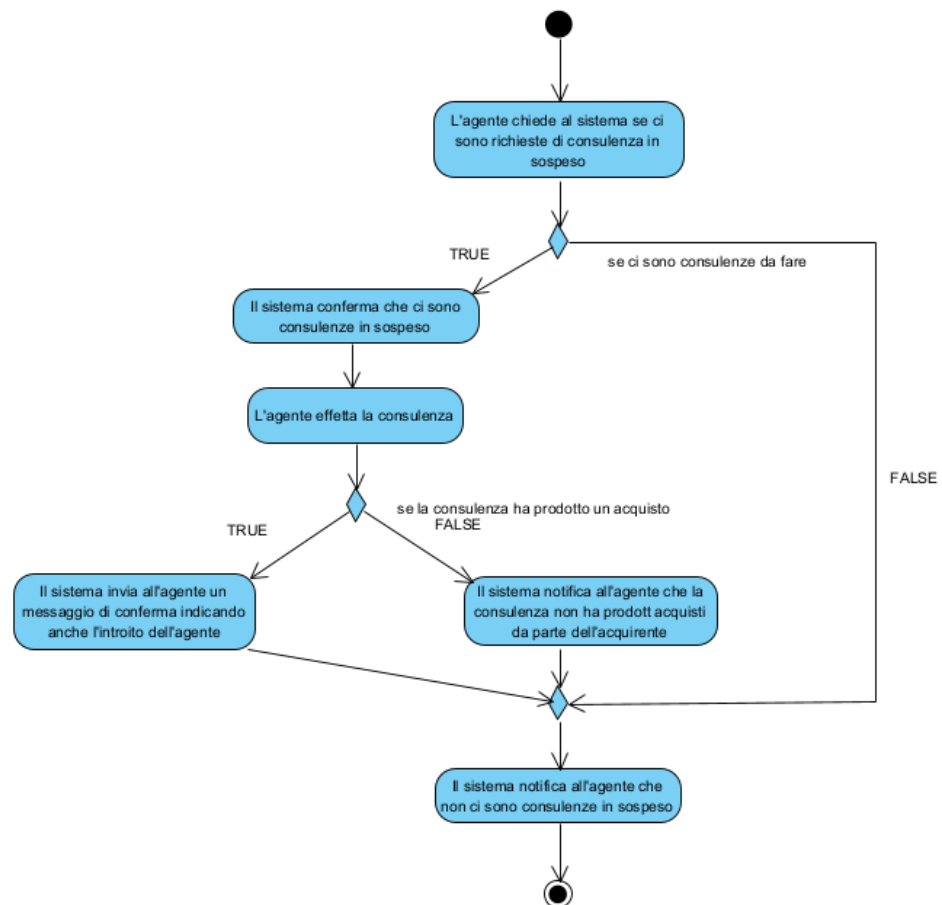 L'agente chiede al sistema se ci
sono richieste di consulenza in
sospeso
TRUE
se ci sono consulenze da fare
Il sistema conferma che ci sono
consulenze in sospeso
L'agente effetta la consulenza
FALSE
se la consulenza ha prodotto un acquisto
FALSE
TRUE
Il sistema invia all'agente un
messaggio di conferma indicando
anche l'introito dell'agente
Il sistema notifica all'agente che la
consulenza non ha prodott acquisti
da parte dell'acquirente
Il sistema notifica all'agente che
non ci sono consulenze in sospeso